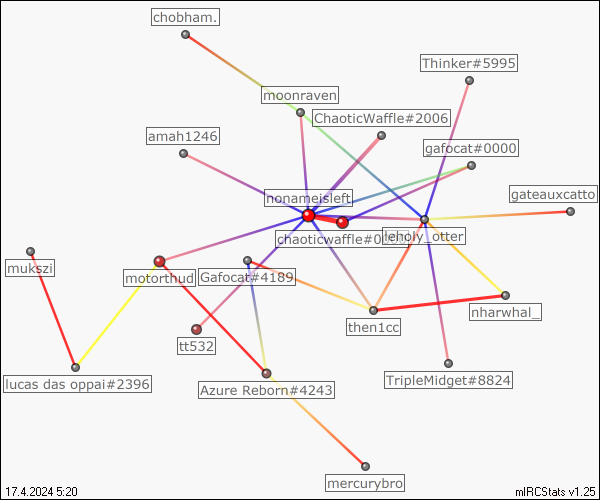 chobham.
Thinker#5995
moonraven
ChaoticWaffle#2006
amah1246
gafocat#0000
nonameisleft
gateauxcatto
chaoticwaffle#0
leholy_otter
mukszi
motorthud
Gafocat#4189
nharwhal_
then1cc
tt532
lucas das oppai#2396
Azure Reborn#4243
TripleMidget#8824
mercurybro
17.4.2024 5:20
mIRCStats v1.25